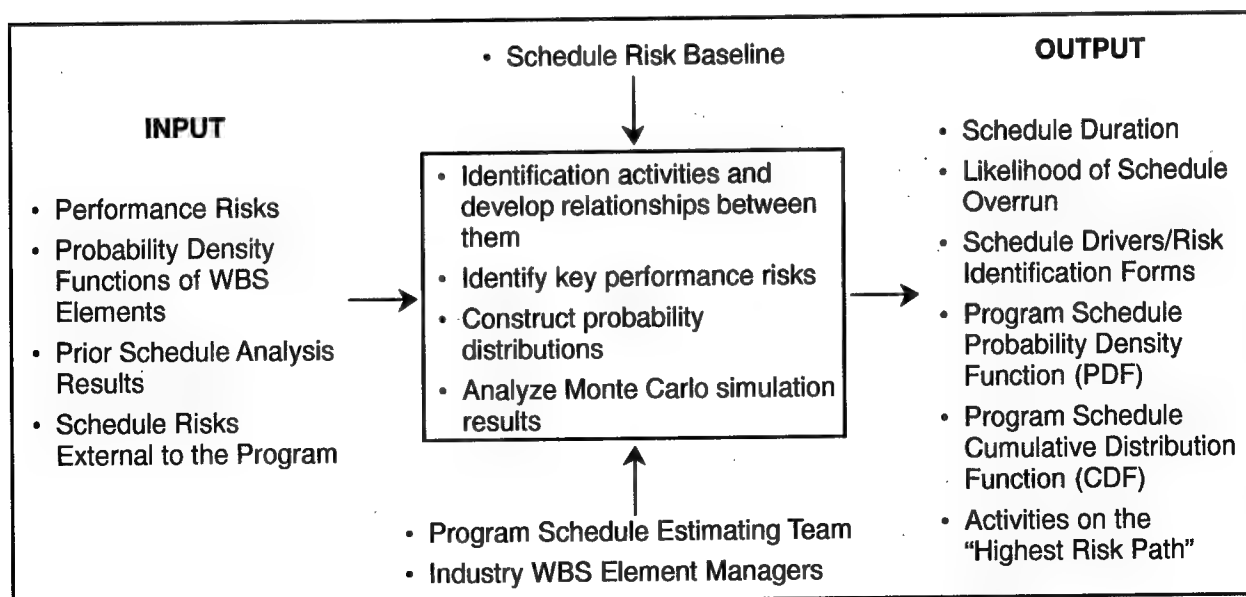 • Schedule Risk Baseline
INPUT
• Performance Risks
• Probability Density
Functions of WBS
Elements
• Prior Schedule Analysis
Results
• Schedule Risks
External to the Program
• Identification activities and
develop relationships between
them
• Identify key performance risks
• Construct probability
distributions
• Analyze Monte Carlo simulation
results
• Program Schedule Estimating Team
• Industry WBS Element Managers
OUTPUT
• Schedule Duration
• Likelihood of Schedule
Overrun
• Schedule Drivers/Risk
Identification Forms
• Program Schedule
Probability Density
Function (PDF)
• Program Schedule
Cumulative Distribution
Function (CDF)
• Activities on the
“Highest Risk Path”